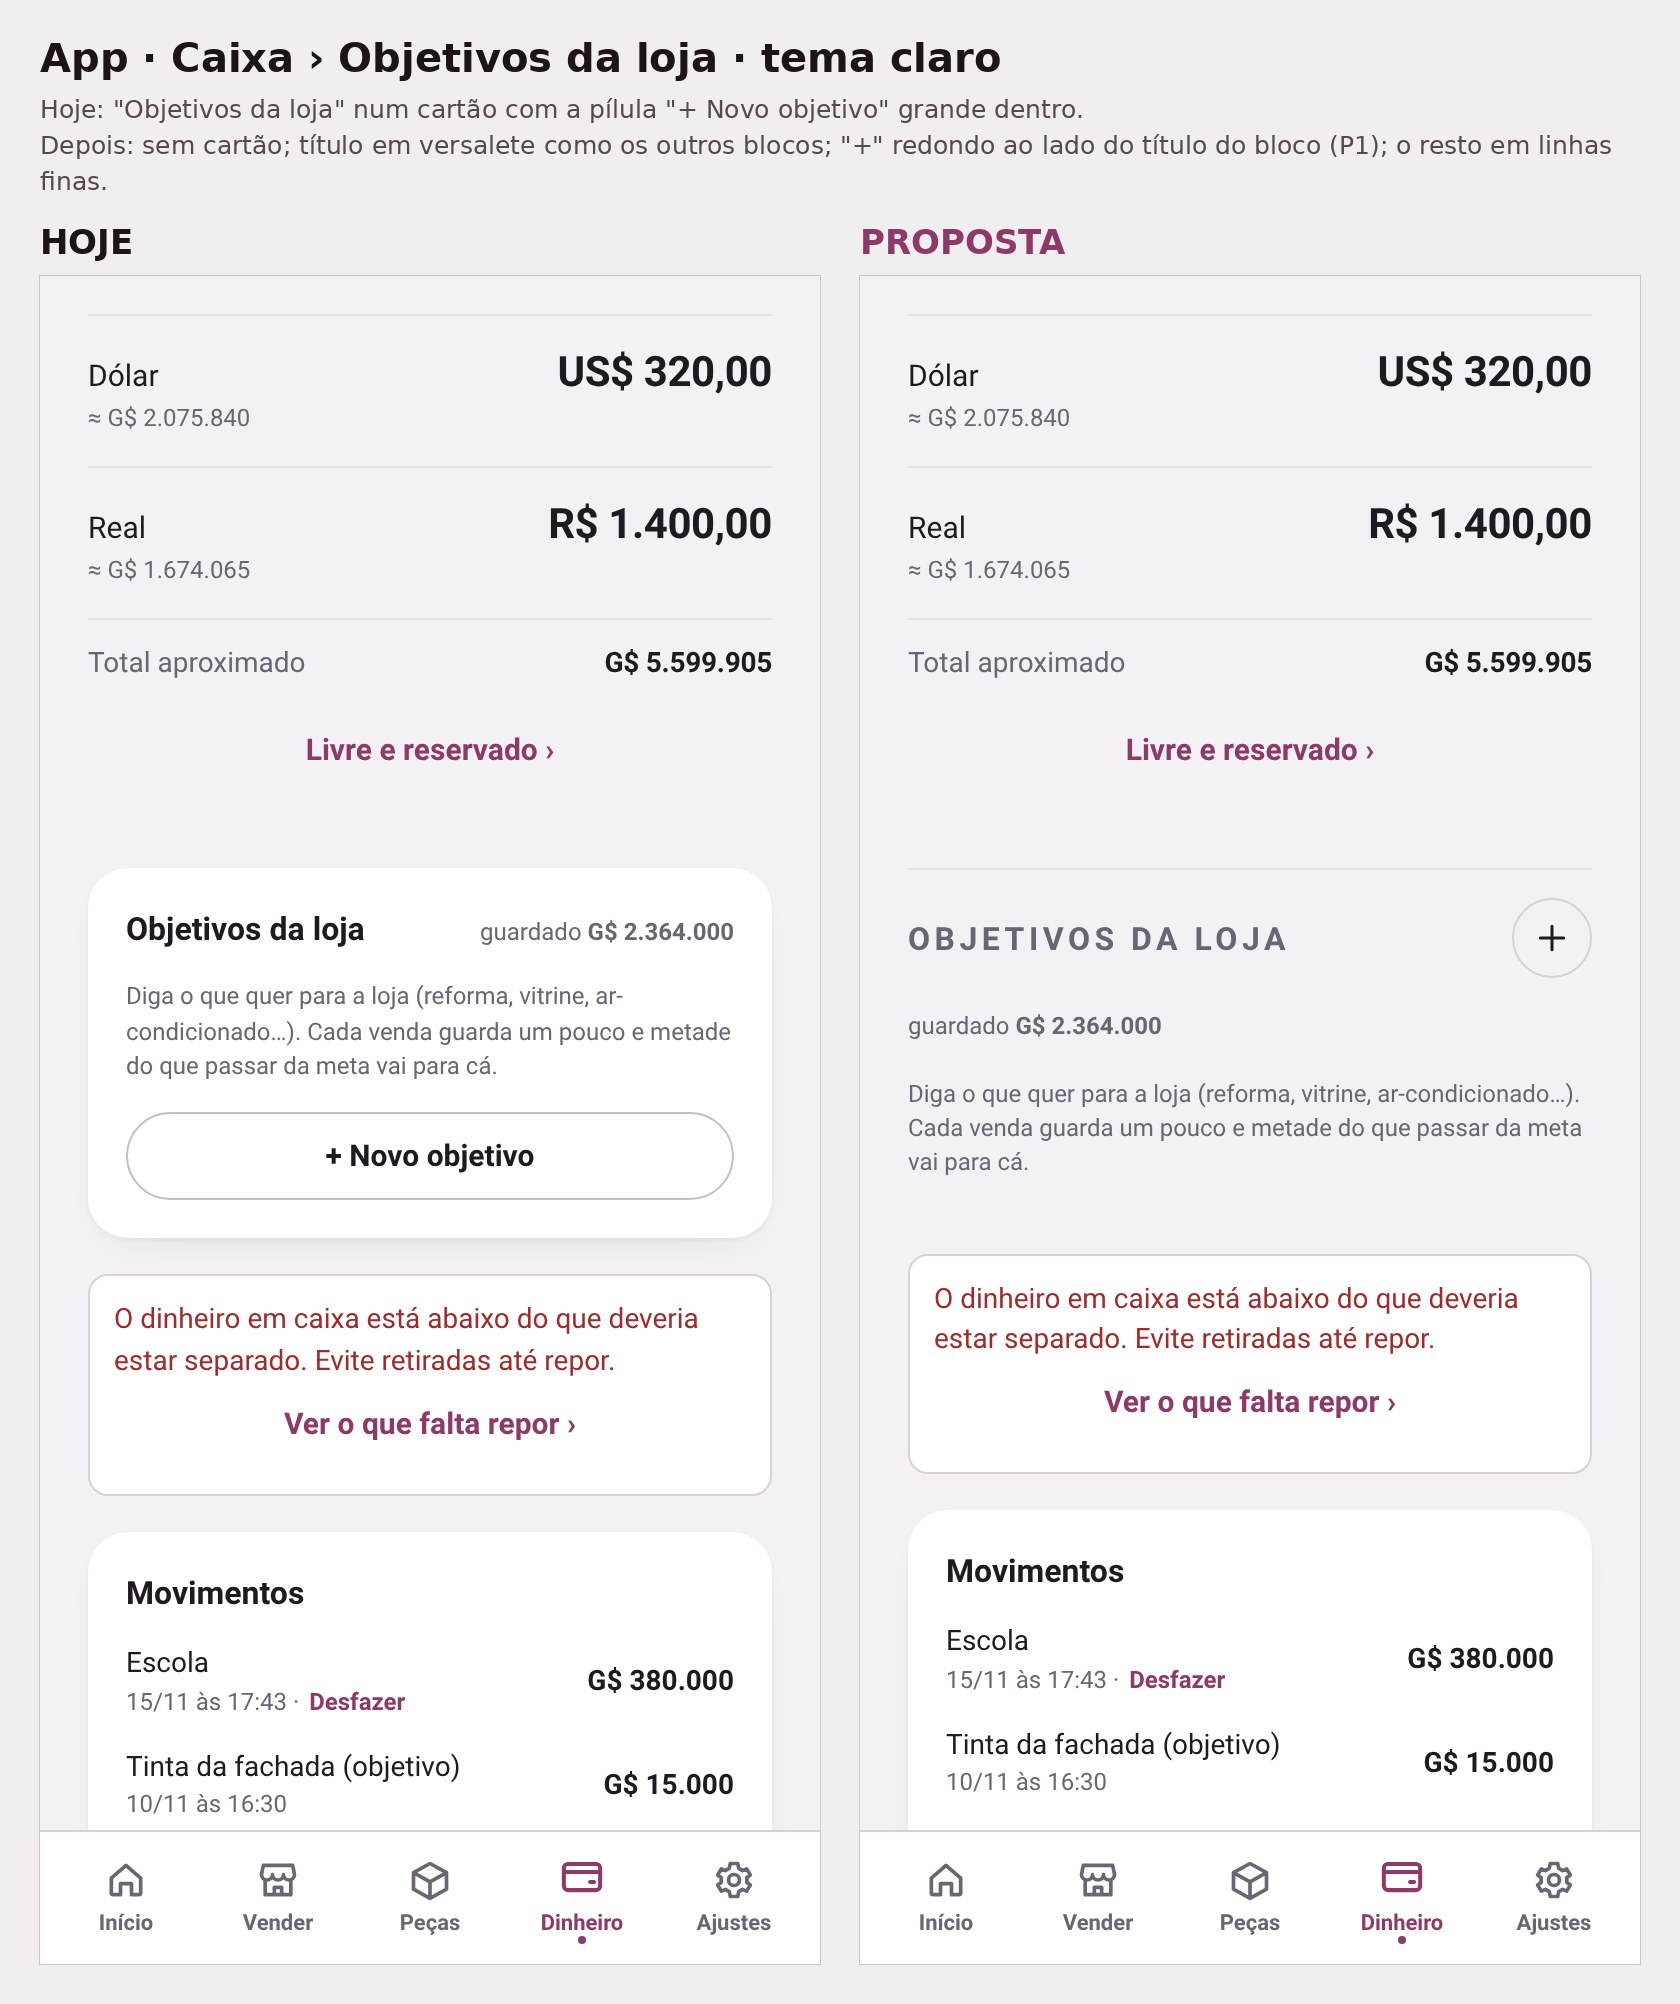 App · Caixa › Objetivos da loja · tema claro
Hoje: "Objetivos da loja" num cartão com a pílula "+ Novo objetivo" grande dentro.
Depois: sem cartão; título em versalete como os outros blocos; "+" redondo ao lado do título do bloco (P1); o resto em linhas
finas.
HOJE
Dólar
US$ 320,00
≈ G$ 2.075.840
Real
R$ 1.400,00
≈ G$ 1.674.065
Total aproximado
G$ 5.599.905
Livre e reservado ›
Objetivos da loja
guardado G$ 2.364.000
Diga o que quer para a loja (reforma, vitrine, ar-
condicionado…). Cada venda guarda um pouco e metade
do que passar da meta vai para cá.
+ Novo objetivo
O dinheiro em caixa está abaixo do que deveria
estar separado. Evite retiradas até repor.
Ver o que falta repor ›
Movimentos
Escola
G$ 380.000
15/11 às 17:43 · Desfazer
Tinta da fachada (objetivo)
G$ 15.000
10/11 às 16:30
Início
Vender
Peças
Dinheiro
Ajustes
PROPOSTA
Dólar
US$ 320,00
≈ G$ 2.075.840
Real
R$ 1.400,00
≈ G$ 1.674.065
Total aproximado
G$ 5.599.905
Livre e reservado ›
OBJETIVOS DA LOJA
+
guardado G$ 2.364.000
Diga o que quer para a loja (reforma, vitrine, ar-condicionado…).
Cada venda guarda um pouco e metade do que passar da meta
vai para cá.
O dinheiro em caixa está abaixo do que deveria
estar separado. Evite retiradas até repor.
Ver o que falta repor ›
Movimentos
Escola
G$ 380.000
15/11 às 17:43 · Desfazer
Tinta da fachada (objetivo)
G$ 15.000
10/11 às 16:30
Início
Vender
Peças
Dinheiro
Ajustes